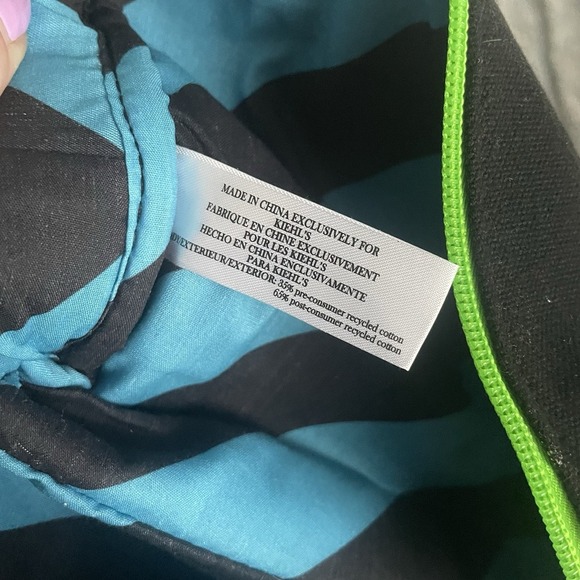 MADE IN CHINA EXCLUSIVELY FOR
KIEHL'S
FABRIQUE EN CHINE EXCLUSIVEMENT
POUR LES KIEHL'S
HECHO EN CHINA EXCLUSIVAMENTE
PARA KIEHL'S
EXTERIEUR/EXTERIOR: 35% pre-consumer recycled cotton
65% post-consumer recycled cotton